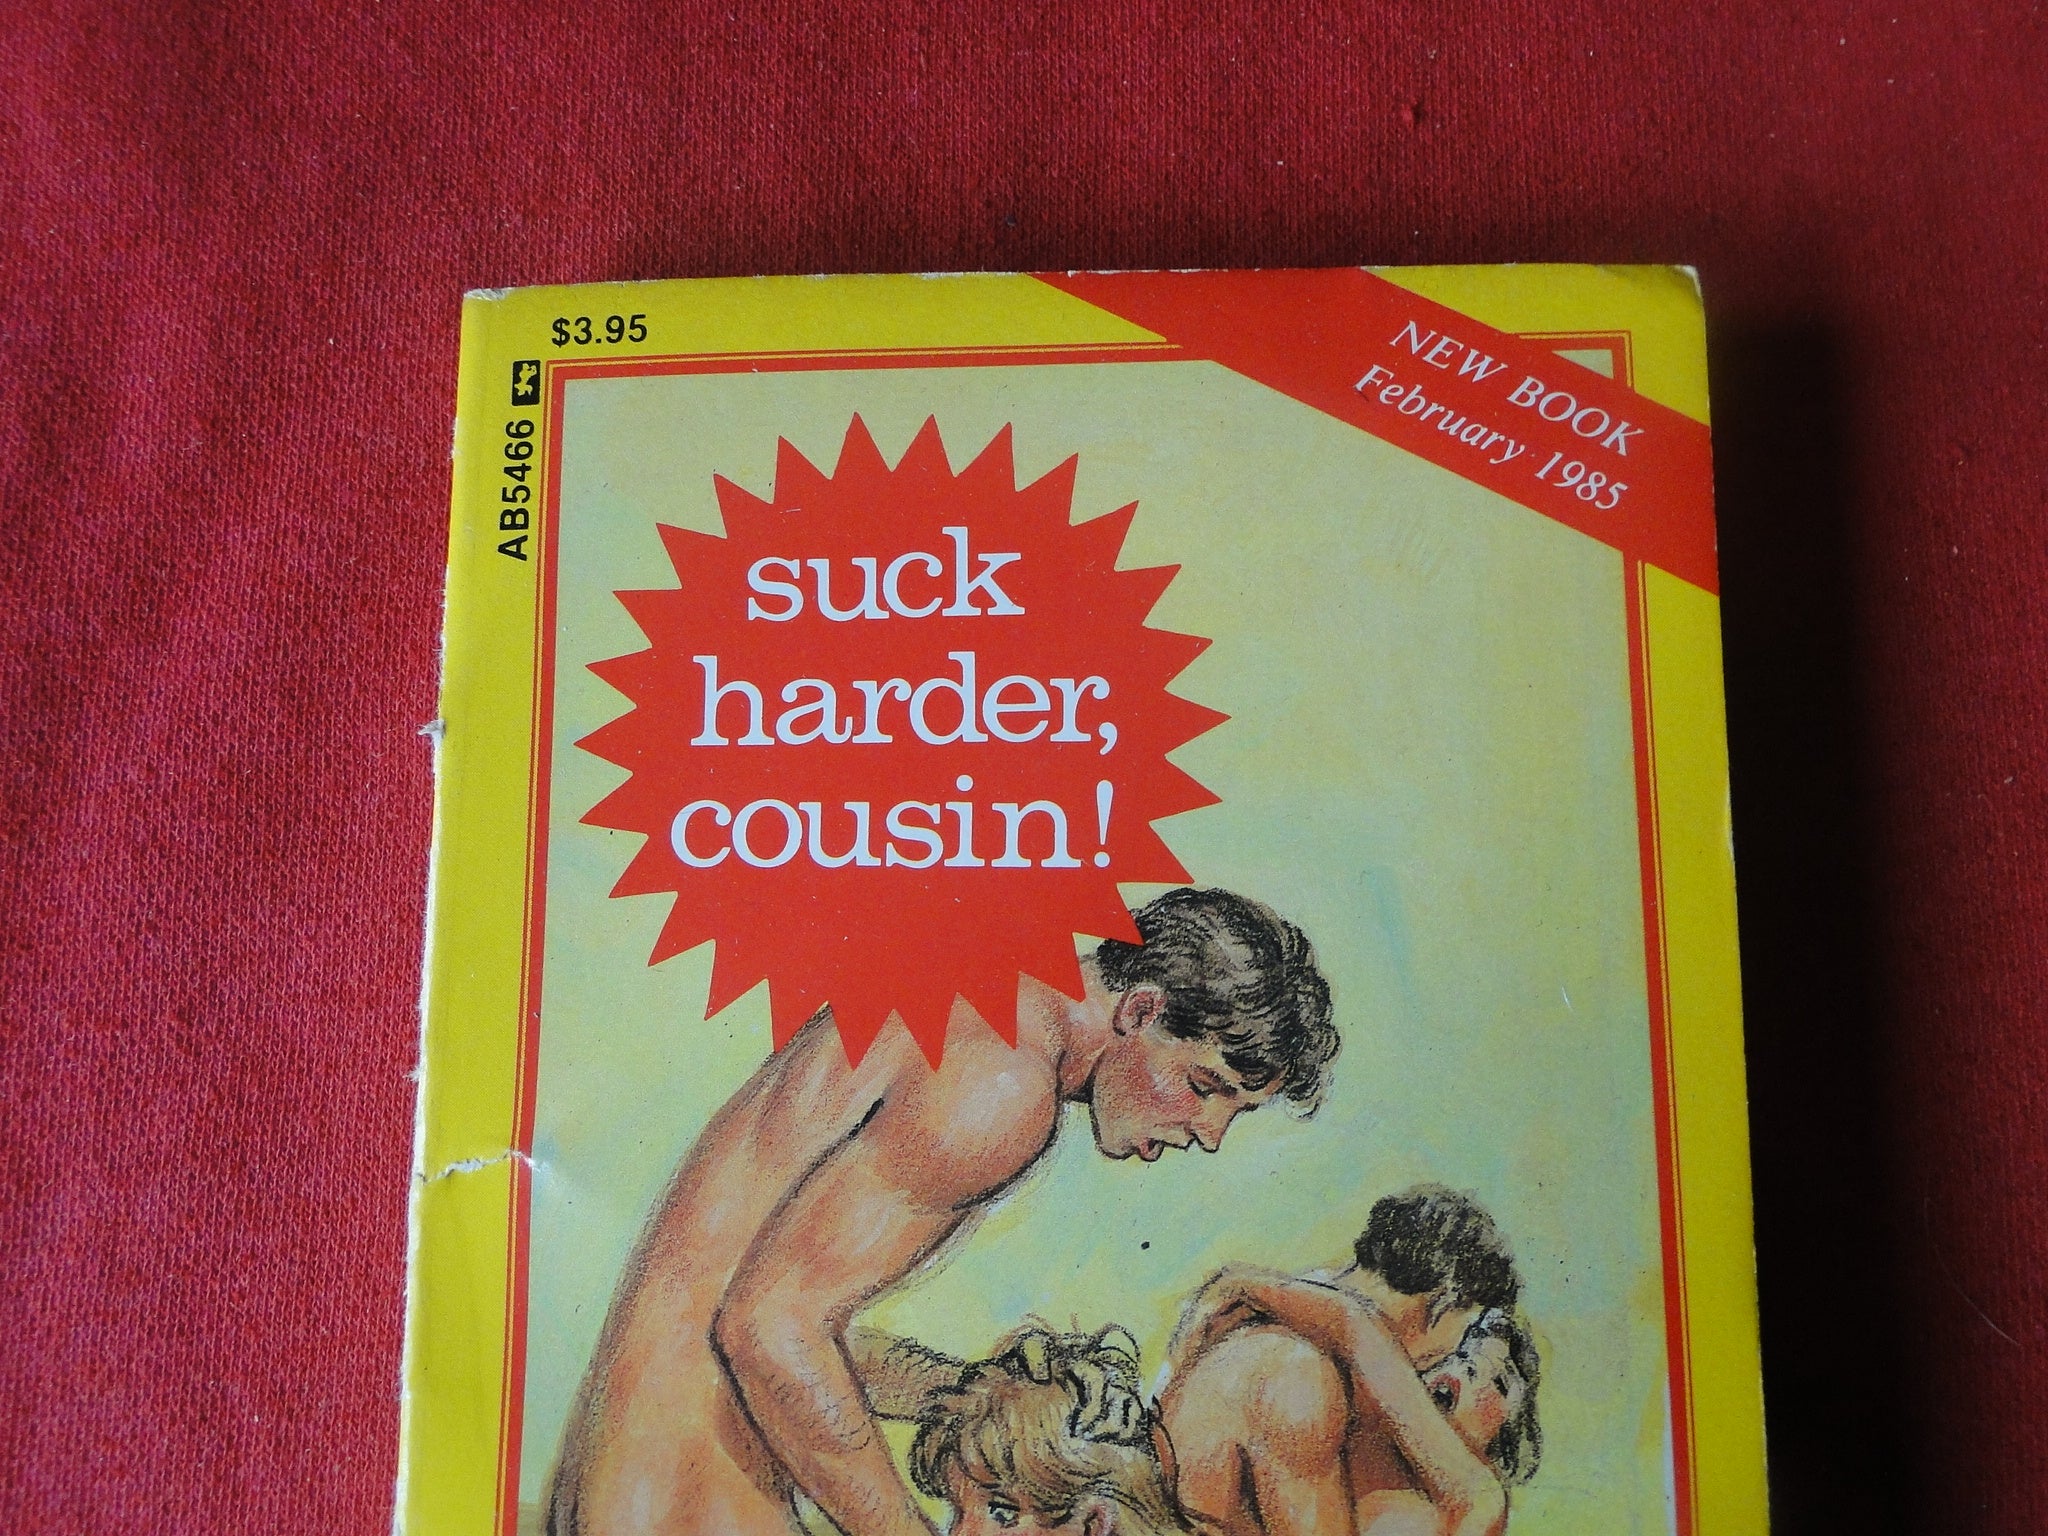 $3.95
AB5466
NEW BOOK
February 1985
suck
harder,
cousin!